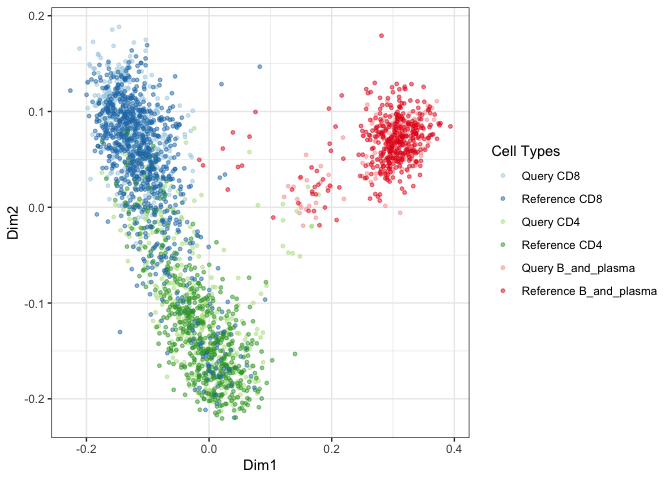 0.2
0.1
0.0
-0.1
-0.2
Dim2
-0.2
0.0
0.2
0.4
Dim1
Cell Types
Query CD8
Reference CD8
Query CD4
Reference CD4
Query B_and_plasma
Reference B_and_plasma